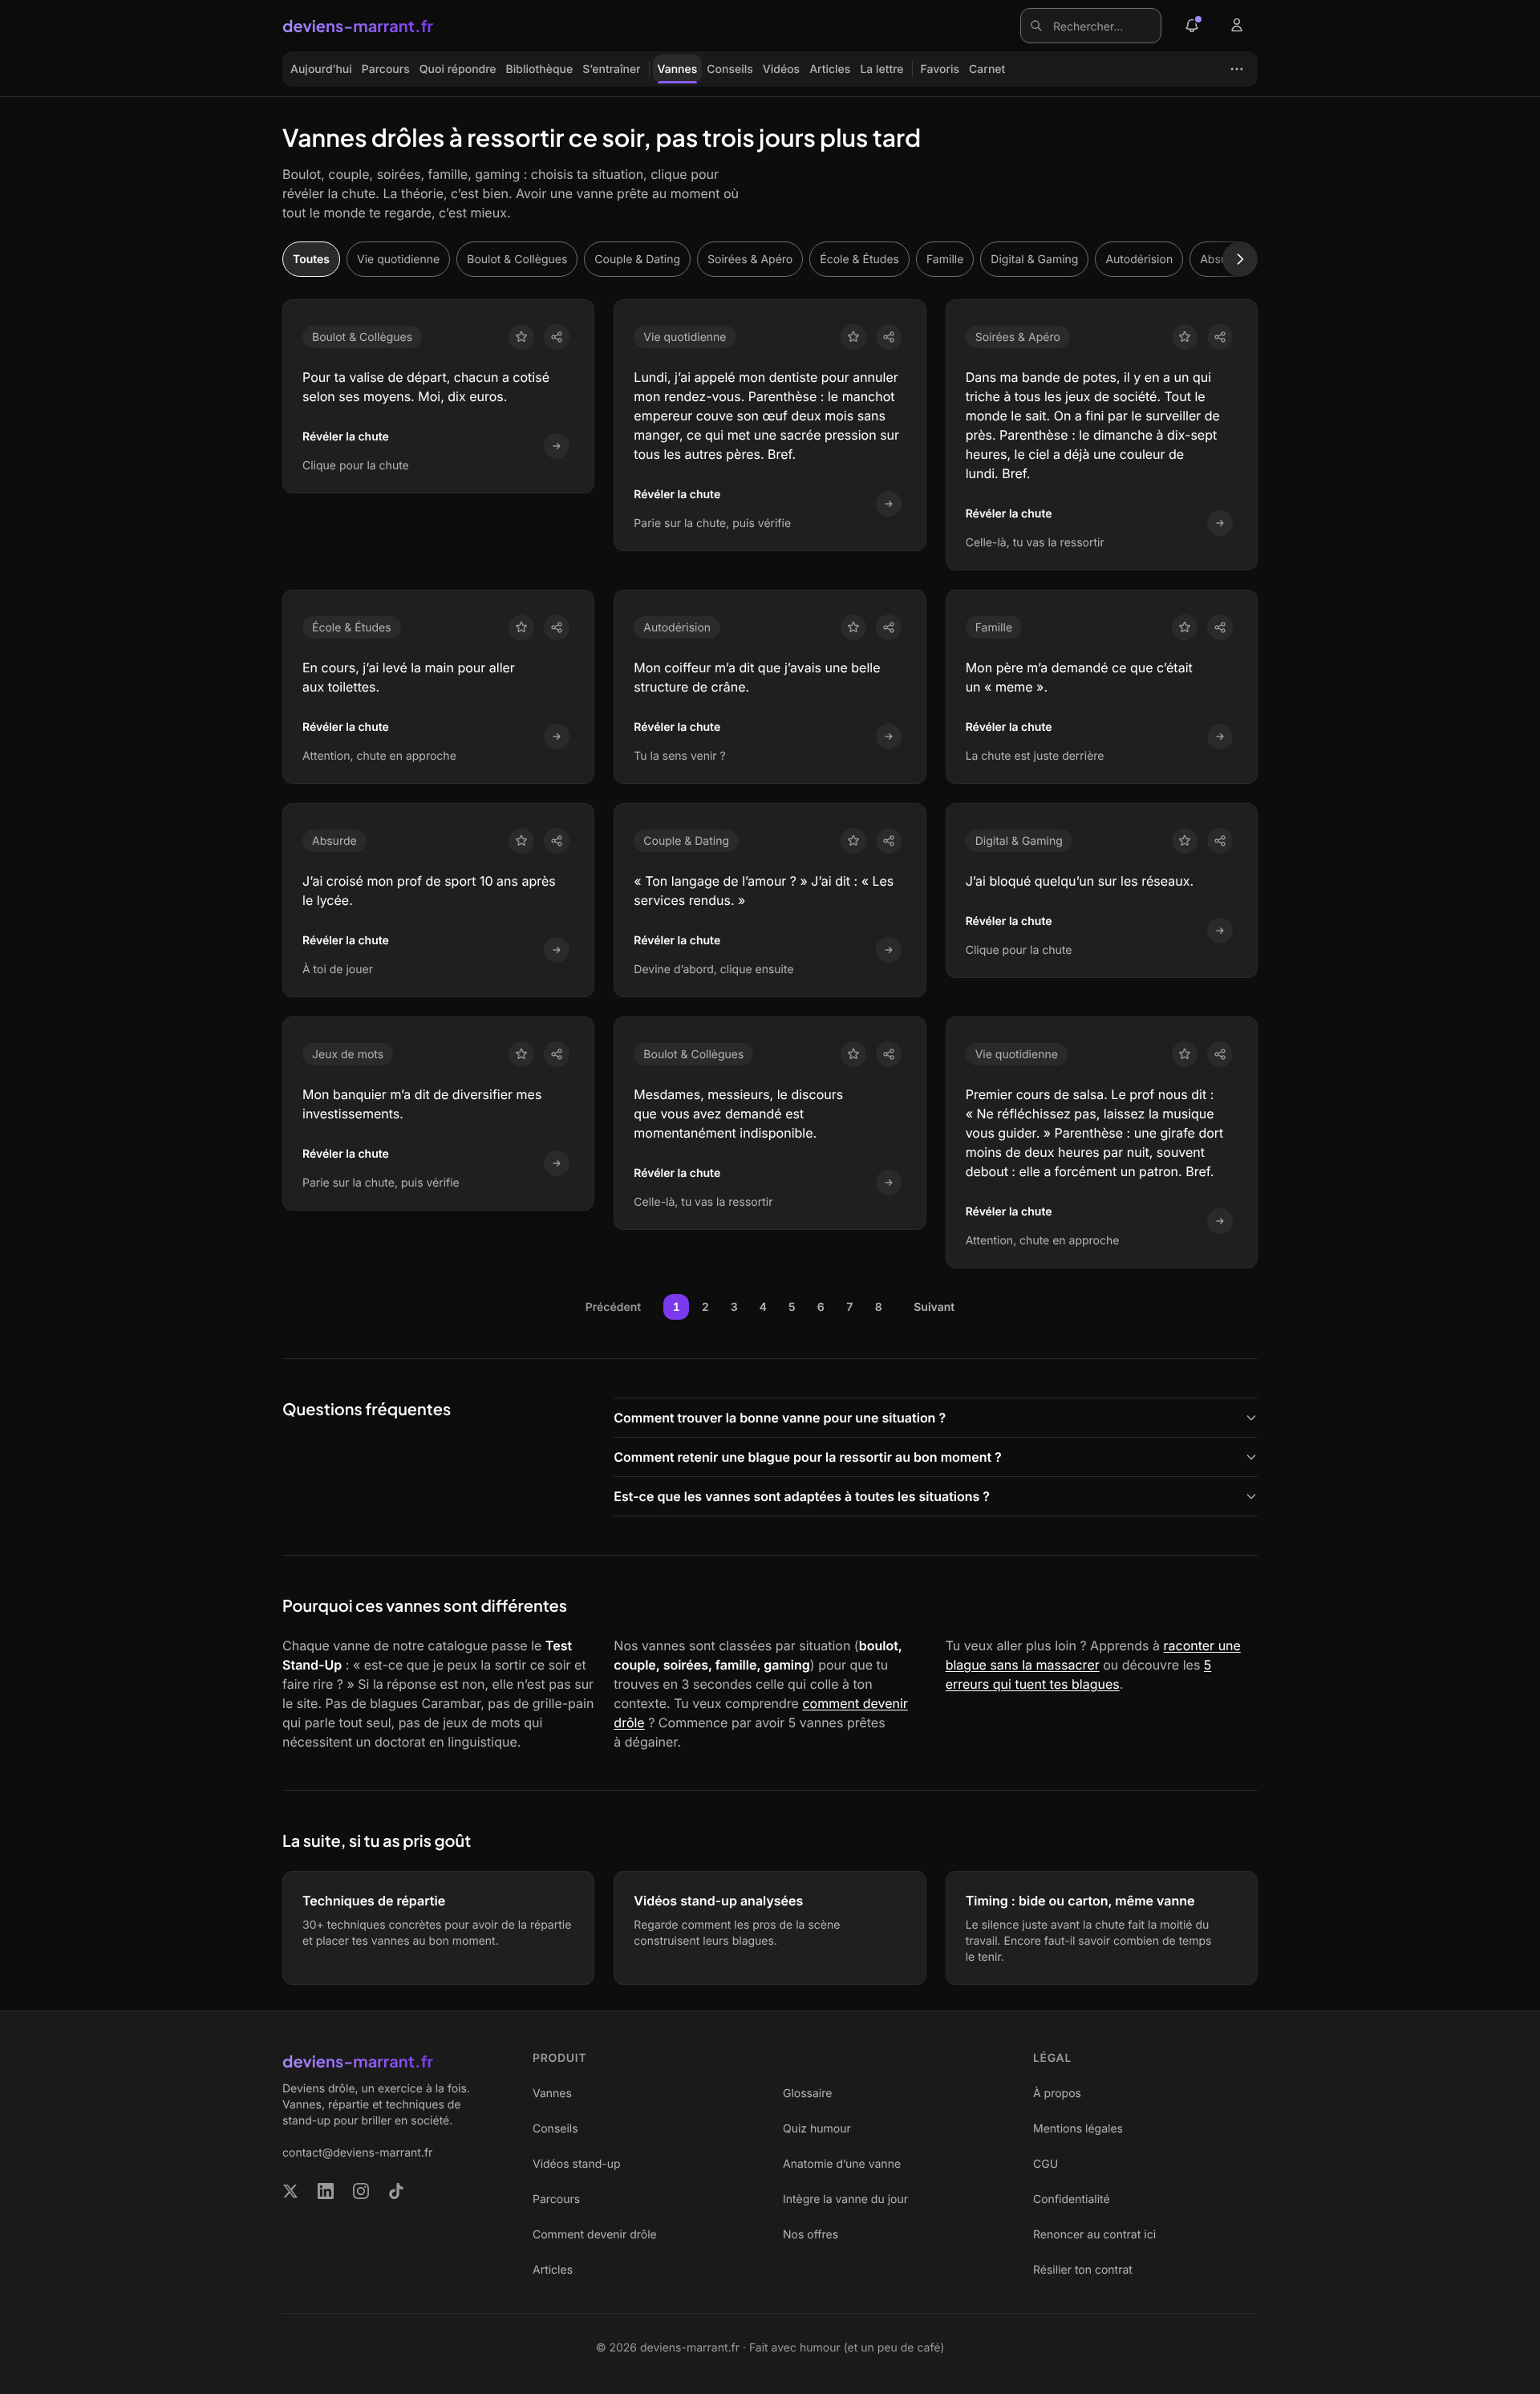 deviens-marrant.fr
Rechercher...
Aujourd’hui Parcours Quoi répondre Bibliothèque S’entraîner Vannes Conseils Vidéos Articles La lettre Favoris Carnet
Vannes drôles à ressortir ce soir, pas trois jours plus tard
Boulot, couple, soirées, famille, gaming : choisis ta situation, clique pour
révéler la chute. La théorie, c’est bien. Avoir une vanne prête au moment où
tout le monde te regarde, c’est mieux.
Toutes Vie quotidienne Boulot & Collègues Couple & Dating Soirées & Apéro École & Études Famille Digital & Gaming Autodérision
Boulot & Collègues
Pour ta valise de départ, chacun a cotisé
selon ses moyens. Moi, dix euros.
Révéler la chute
Clique pour la chute
Vie quotidienne
Lundi, j’ai appelé mon dentiste pour annuler
mon rendez-vous. Parenthèse : le manchot
empereur couve son œuf deux mois sans
manger, ce qui met une sacrée pression sur
tous les autres pères. Bref.
Révéler la chute
Parie sur la chute, puis vérifie
Soirées & Apéro
Dans ma bande de potes, il y en a un qui
triche à tous les jeux de société. Tout le
monde le sait. On a fini par le surveiller de
près. Parenthèse : le dimanche à dix-sept
heures, le ciel a déjà une couleur de
lundi. Bref.
Révéler la chute
Celle-là, tu vas la ressortir
École & Études
En cours, j’ai levé la main pour aller
aux toilettes.
Révéler la chute
Attention, chute en approche
Autodérision
Mon coiffeur m’a dit que j’avais une belle
structure de crâne.
Révéler la chute
Tu la sens venir ?
Famille
Mon père m’a demandé ce que c’était
un « meme ».
Révéler la chute
La chute est juste derrière
Absurde
J’ai croisé mon prof de sport 10 ans après
le lycée.
Révéler la chute
À toi de jouer
Couple & Dating
« Ton langage de l’amour ? » J’ai dit : « Les
services rendus. »
Révéler la chute
Devine d’abord, clique ensuite
Digital & Gaming
J’ai bloqué quelqu’un sur les réseaux.
Révéler la chute
Clique pour la chute
Jeux de mots
Mon banquier m’a dit de diversifier mes
investissements.
Révéler la chute
Parie sur la chute, puis vérifie
Boulot & Collègues
Mesdames, messieurs, le discours
que vous avez demandé est
momentanément indisponible.
Révéler la chute
Celle-là, tu vas la ressortir
Vie quotidienne
Premier cours de salsa. Le prof nous dit :
« Ne réfléchissez pas, laissez la musique
vous guider. » Parenthèse : une girafe dort
moins de deux heures par nuit, souvent
debout : elle a forcément un patron. Bref.
Révéler la chute
Attention, chute en approche
Précédent 1 2 3 4 5 6 7 8 Suivant
Questions fréquentes
Comment trouver la bonne vanne pour une situation ?
Comment retenir une blague pour la ressortir au bon moment ?
Est-ce que les vannes sont adaptées à toutes les situations ?
Pourquoi ces vannes sont différentes
Chaque vanne de notre catalogue passe le Test
Stand-Up : « est-ce que je peux la sortir ce soir et
faire rire ? » Si la réponse est non, elle n’est pas sur
le site. Pas de blagues Carambar, pas de grille-pain
qui parle tout seul, pas de jeux de mots qui
nécessitent un doctorat en linguistique.
Nos vannes sont classées par situation (boulot,
couple, soirées, famille, gaming) pour que tu
trouves en 3 secondes celle qui colle à ton
contexte. Tu veux comprendre comment devenir
drôle ? Commence par avoir 5 vannes prêtes
à dégainer.
Tu veux aller plus loin ? Apprends à raconter une
blague sans la massacrer ou découvre les 5
erreurs qui tuent tes blagues.
La suite, si tu as pris goût
Techniques de répartie
30+ techniques concrètes pour avoir de la répartie
et placer tes vannes au bon moment.
Vidéos stand-up analysées
Regarde comment les pros de la scène
construisent leurs blagues.
Timing : bide ou carton, même vanne
Le silence juste avant la chute fait la moitié du
travail. Encore faut-il savoir combien de temps
le tenir.
deviens-marrant.fr
Deviens drôle, un exercice à la fois.
Vannes, répartie et techniques de
stand-up pour briller en société.
contact@deviens-marrant.fr
PRODUIT
Vannes
Conseils
Vidéos stand-up
Parcours
Comment devenir drôle
Articles
Glossaire
Quiz humour
Anatomie d’une vanne
Intègre la vanne du jour
Nos offres
LÉGAL
À propos
Mentions légales
CGU
Confidentialité
Renoncer au contrat ici
Résilier ton contrat
© 2026 deviens-marrant.fr · Fait avec humour (et un peu de café)